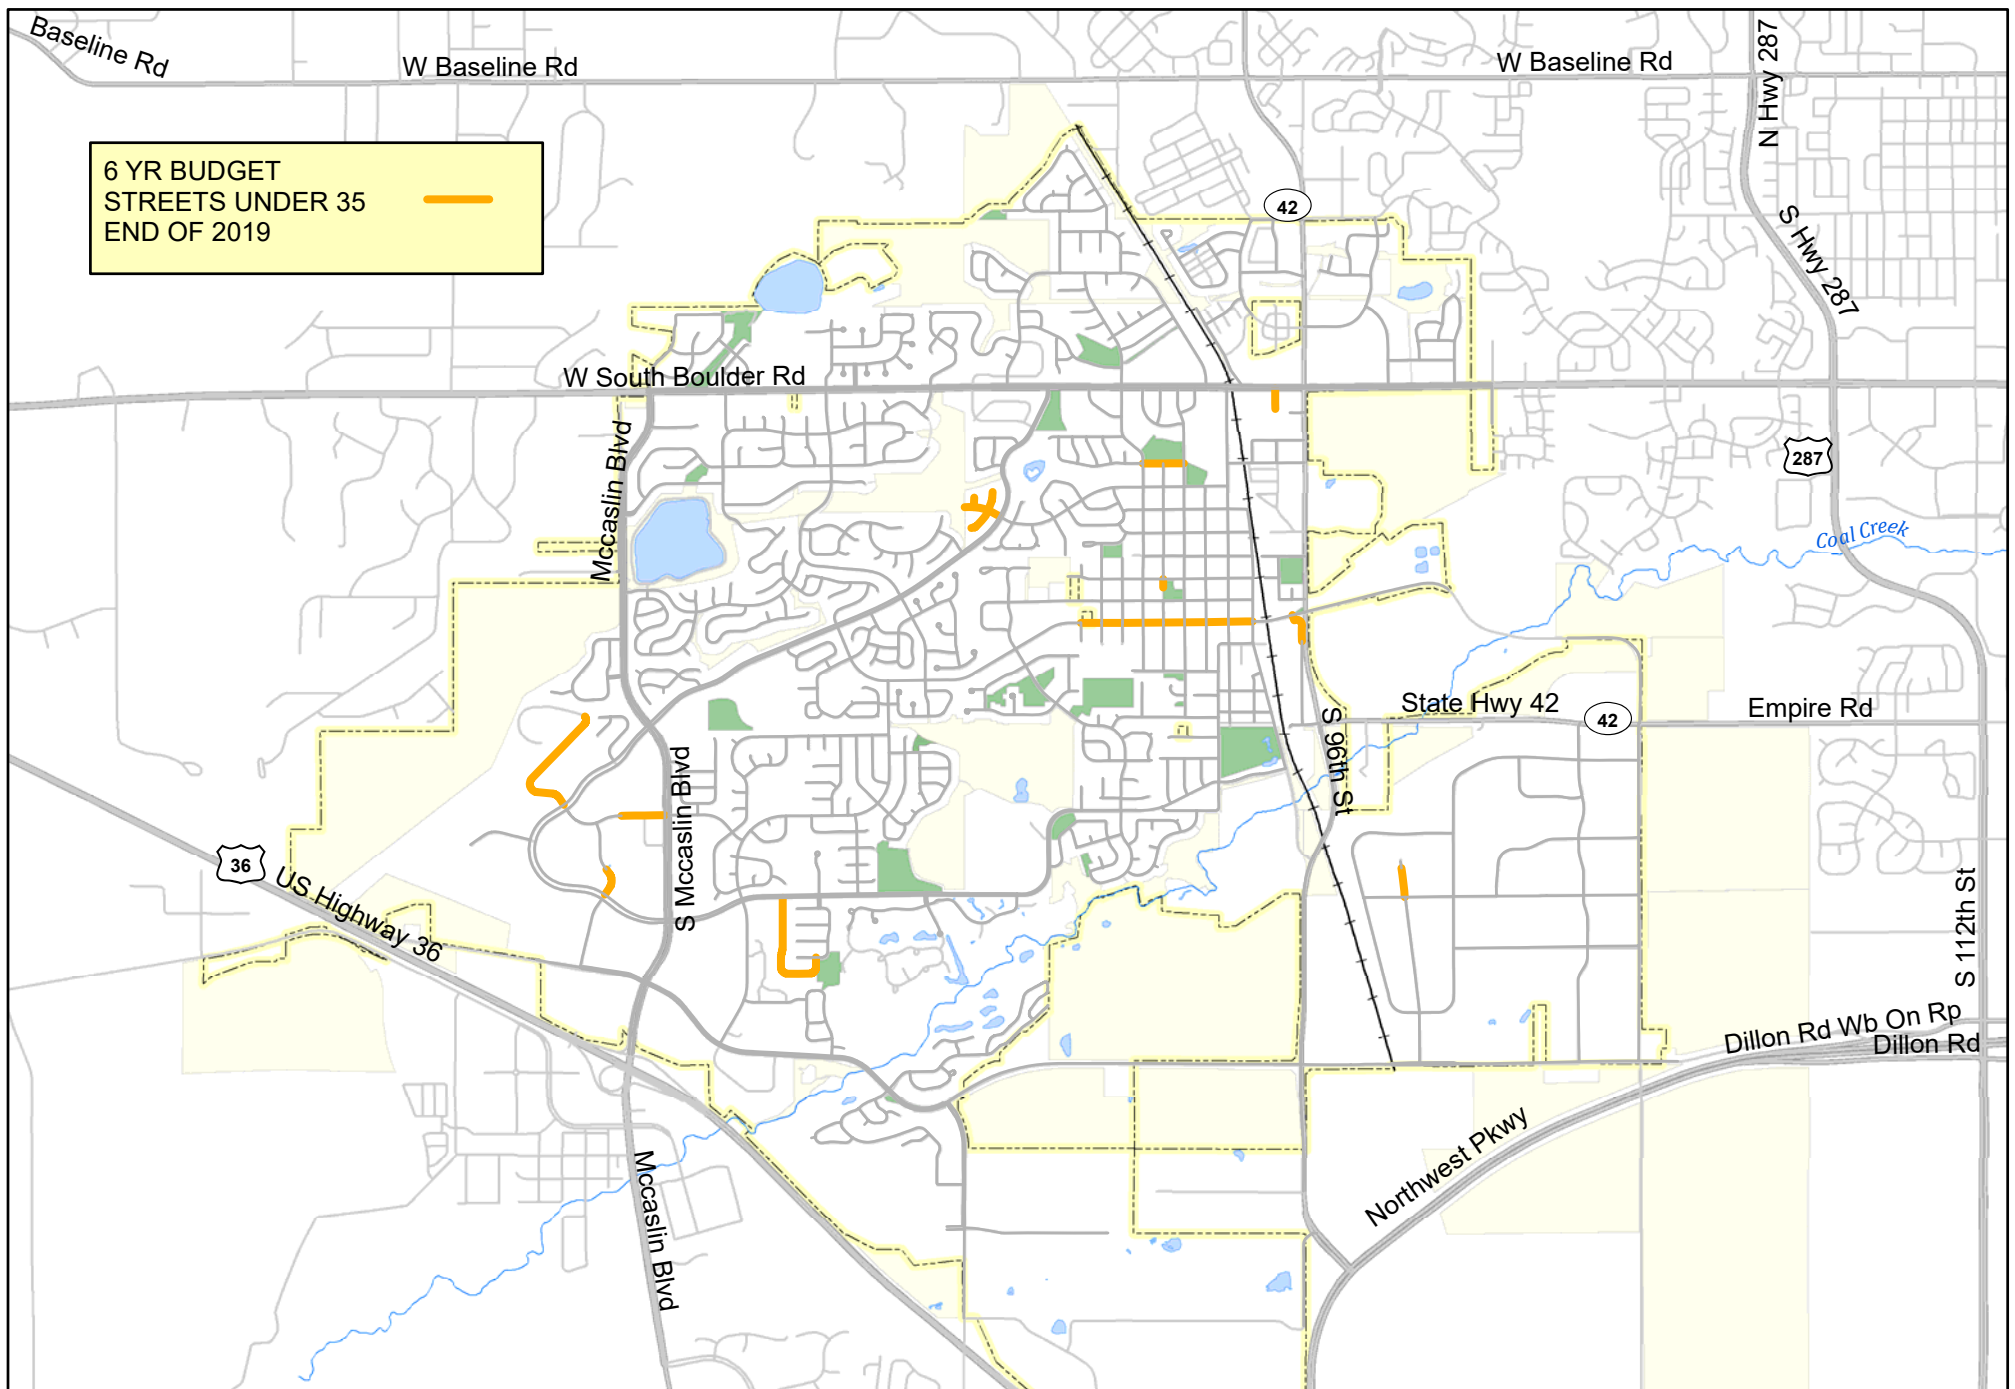 Baseline Rd
W Baseline Rd
W Baseline Rd
N Hwy 287
6 YR BUDGET
STREETS UNDER 35
END OF 2019
42
S Hwy 287
W South Boulder Rd
Mccaslin Blvd
287
Coal Creek
State Hwy 42
42
Empire Rd
S 96th St
S Mccaslin Blvd
36
US Highway 36
S 112th St
Dillon Rd Wb On Rp
Dillon Rd
Northwest Pkwy
Mccaslin Blvd